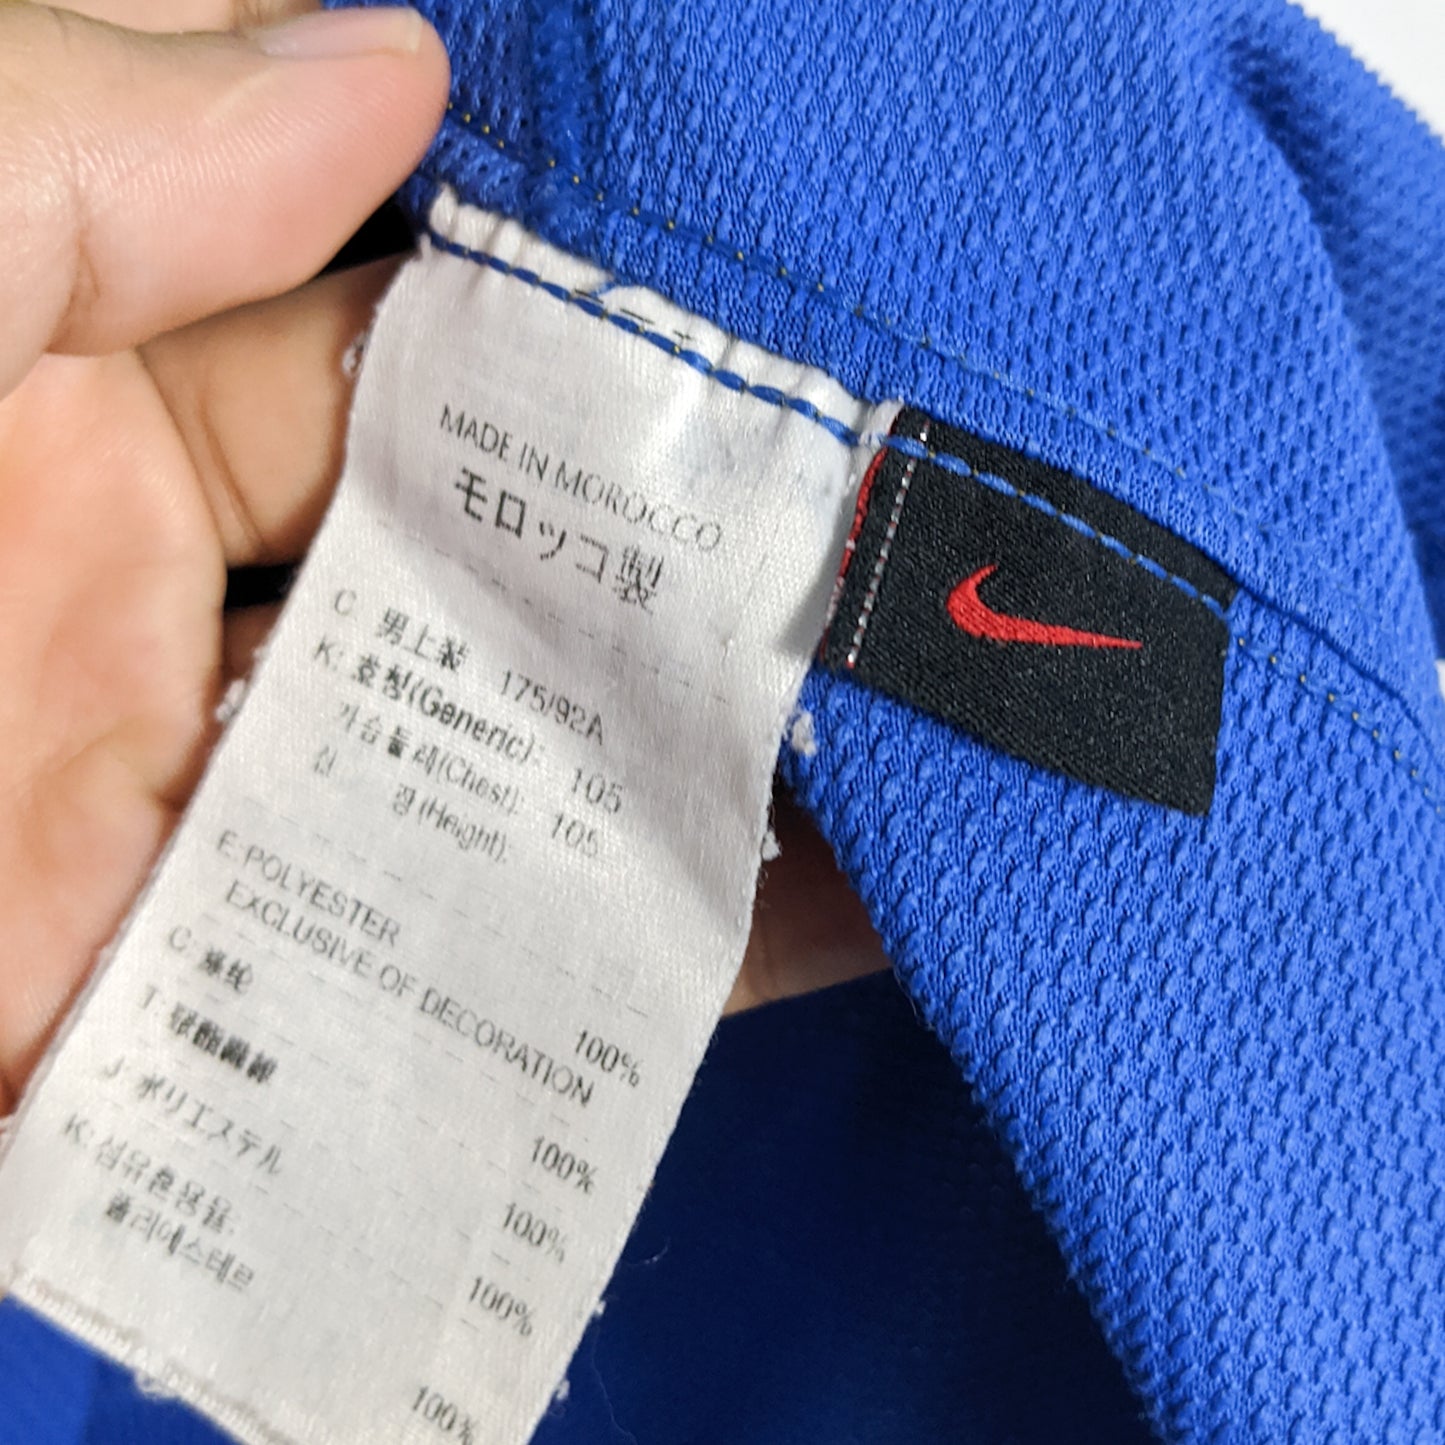 MADE IN MOROCCO
モロッコ製
C 男上装 175/92A
K: 호칭(Generic): 105
가슴둘레(Chest): 105
신 장(Height):
E:POLYESTER 100%
EXCLUSIVE OF DECORATION
C: 涤纶 100%
T: 聚酯纖維 100%
J: ポリエステル 100%
K: 섬유혼용율:
폴리에스테르 100%